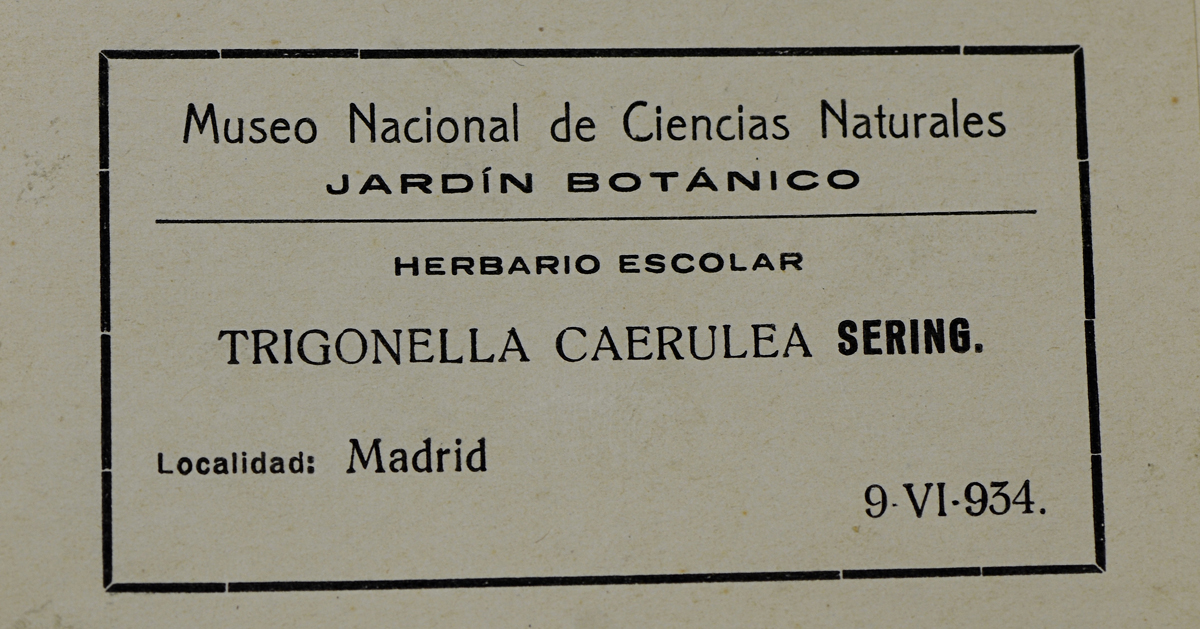 Museo Nacional de Ciencias Naturales
JARDÍN BOTÁNICO
HERBARIO ESCOLAR
TRIGONELLA CAERULEA SERING.
Localidad: Madrid
9-VI-934.